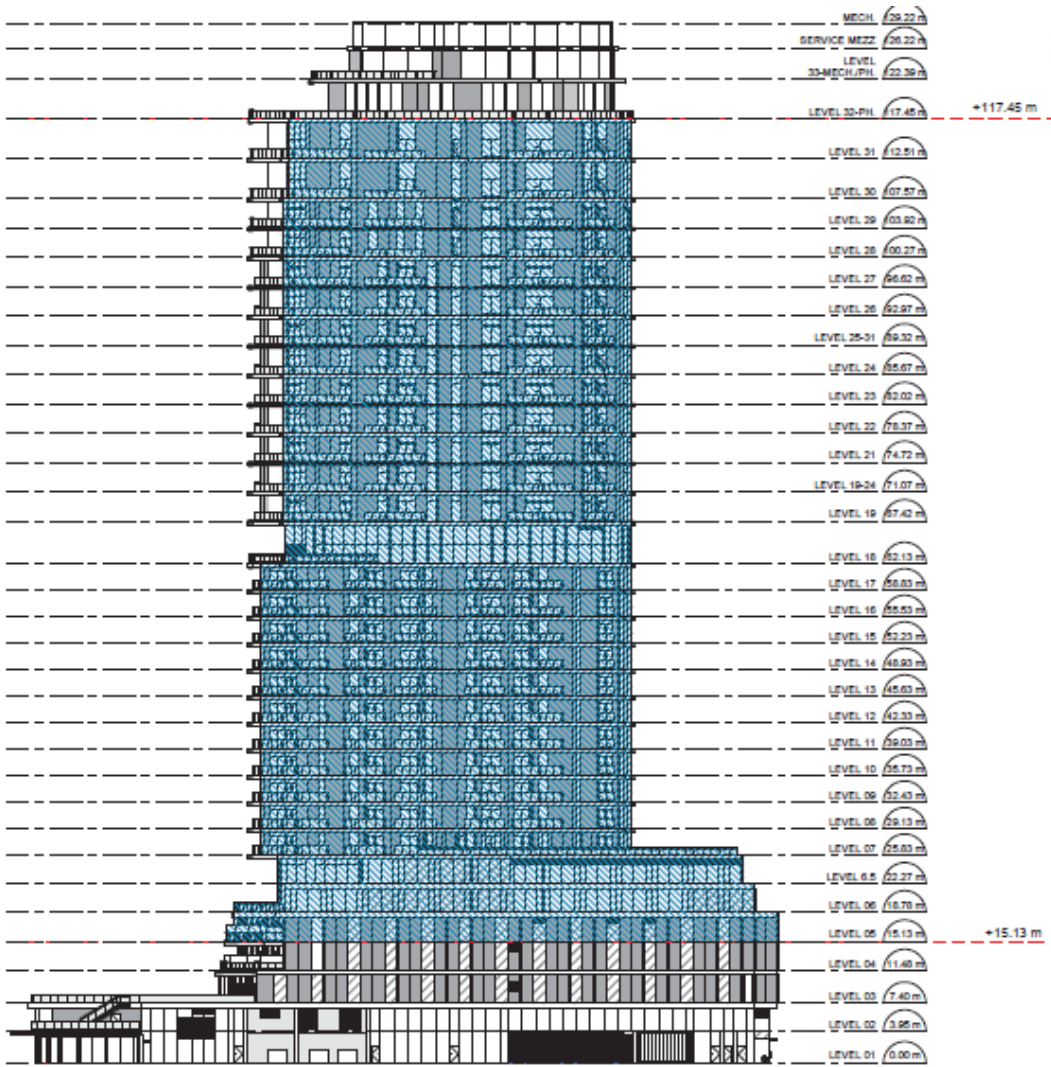 MECH. 129.22 m
SERVICE MEZZ 126.22 m
LEVEL
33-MECH./PH. 122.39 m
LEVEL 32-PH. 117.45 m +117.45 m
LEVEL 31 112.51 m
LEVEL 30 107.57 m
LEVEL 29 103.92 m
LEVEL 28 100.27 m
LEVEL 27 96.62 m
LEVEL 26 92.97 m
LEVEL 25-31 89.32 m
LEVEL 24 85.67 m
LEVEL 23 82.02 m
LEVEL 22 78.37 m
LEVEL 21 74.72 m
LEVEL 19-24 71.07 m
LEVEL 19 67.42 m
LEVEL 18 62.13 m
LEVEL 17 58.83 m
LEVEL 16 55.53 m
LEVEL 15 52.23 m
LEVEL 14 48.93 m
LEVEL 13 45.63 m
LEVEL 12 42.33 m
LEVEL 11 39.03 m
LEVEL 10 35.73 m
LEVEL 09 32.43 m
LEVEL 08 29.13 m
LEVEL 07 25.83 m
LEVEL 6.5 22.27 m
LEVEL 06 18.78 m
LEVEL 05 15.13 m +15.13 m
LEVEL 04 11.48 m
LEVEL 03 7.40 m
LEVEL 02 3.95 m
LEVEL 01 0.00 m